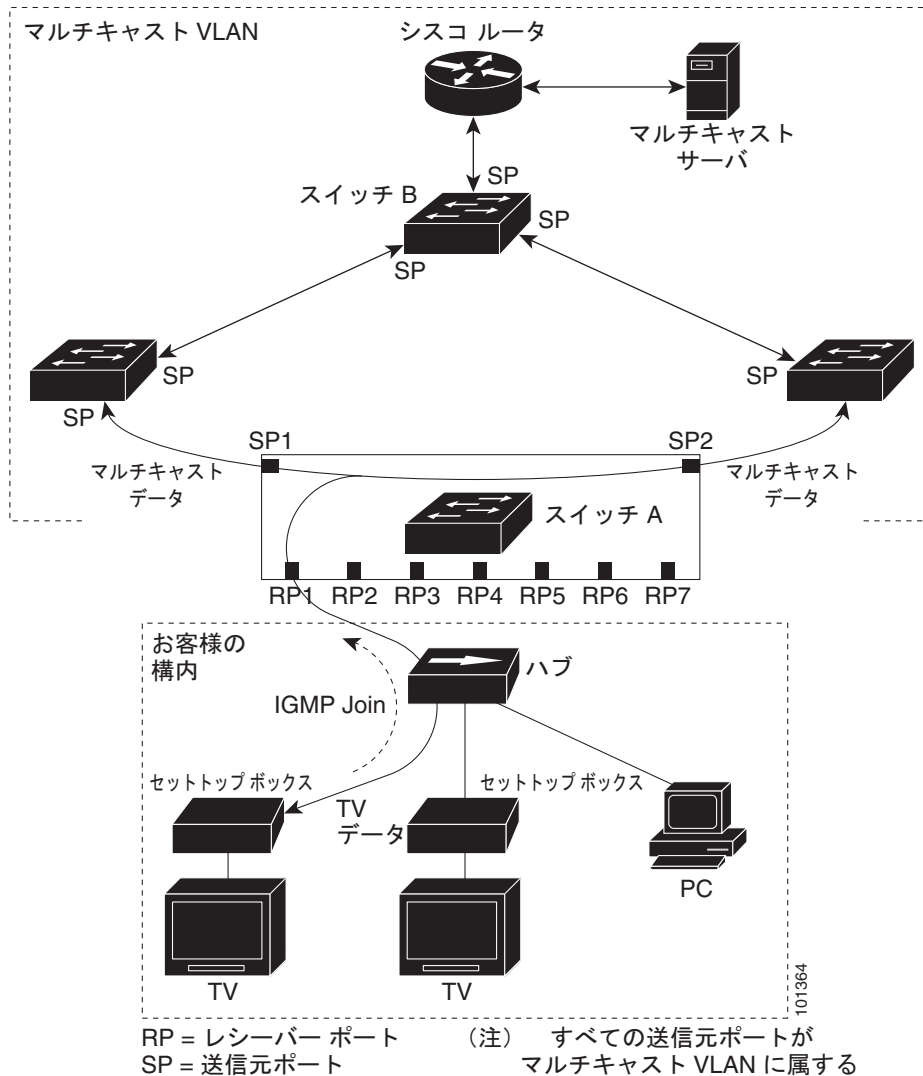 マルチキャスト VLAN
シスコ ルータ
マルチキャスト
サーバ
スイッチ B
SP
SP
SP
SP
SP
SP
SP1
SP2
マルチキャスト
データ
マルチキャスト
データ
スイッチ A
RP1 RP2 RP3 RP4 RP5 RP6 RP7
お客様の
構内
ハブ
IGMP Join
セットトップ ボックス
セットトップ ボックス
TV
データ
PC
TV
TV
101364
RP = レシーバー ポート
SP = 送信元ポート
（注） すべての送信元ポートが
マルチキャスト VLAN に属する